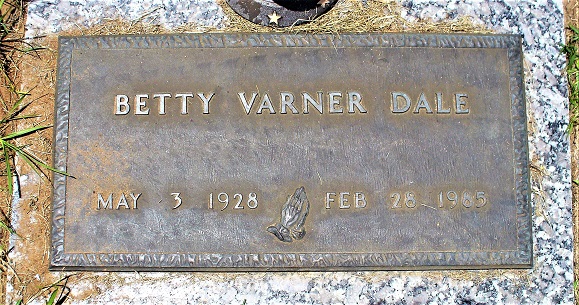 BETTY VARNER DALE
MAY 3 1928 FEB 28 1965